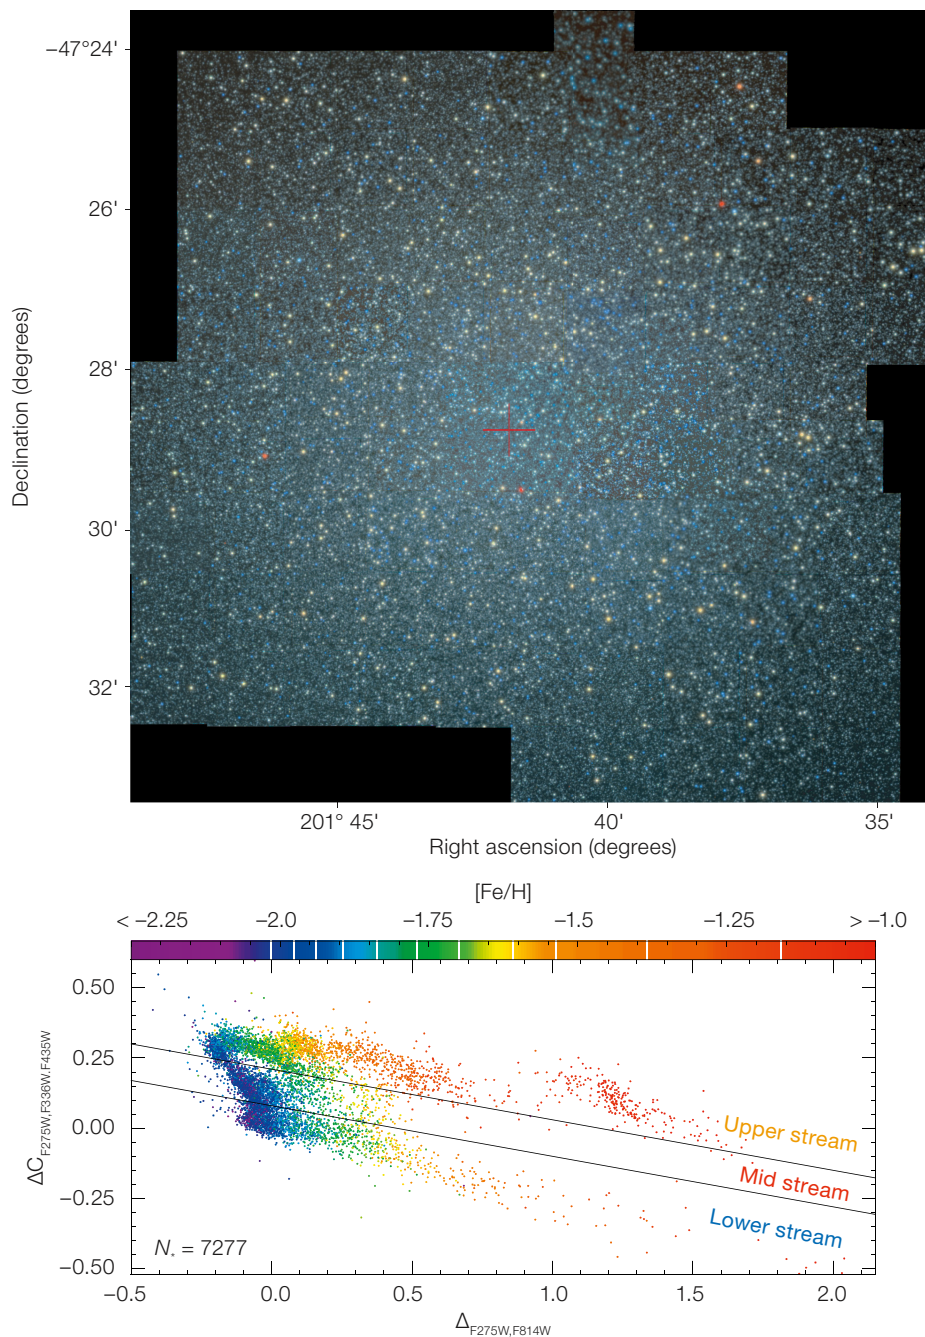 −47°24'
26'
28'
30'
32'
Declination (degrees)
201° 45'
40'
35'
Right ascension (degrees)
[Fe/H]
< −2.25
−2.0
−1.75
−1.5
−1.25
> −1.0
0.50
0.25
0.00
−0.25
−0.50
ΔC F275W,F336W,F435W
Upper stream
Mid stream
Lower stream
N* = 7277
−0.5
0.0
0.5
1.0
1.5
2.0
Δ F275W,F814W